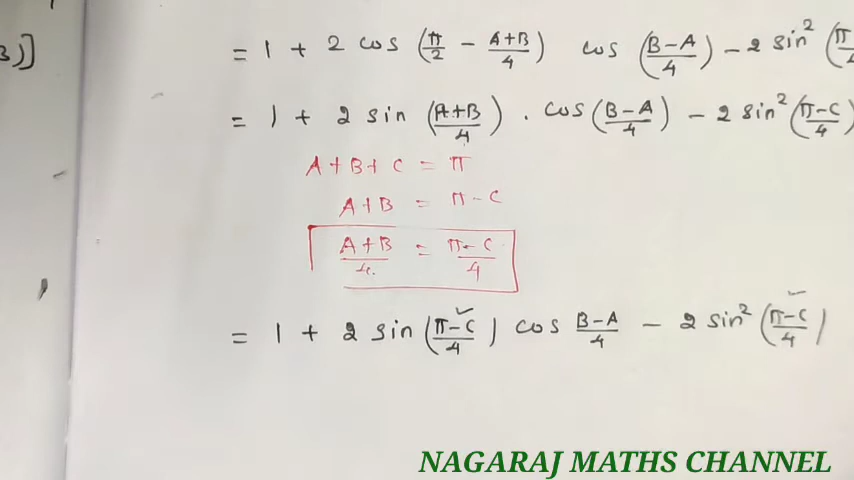 B)]
= 1 + 2 cos (π/2 − A+B/4) cos (B−A/4) − 2 sin² (π/4
= 1 + 2 sin (A+B/4) . cos (B−A/4) − 2 sin² (π−C/4)
A + B + C = π
A+B = π − C
A+B/4. = π−C/4
= 1 + 2 sin (π−C/4) cos B−A/4 − 2 sin² (π−C/4)
NAGARAJ MATHS CHANNEL